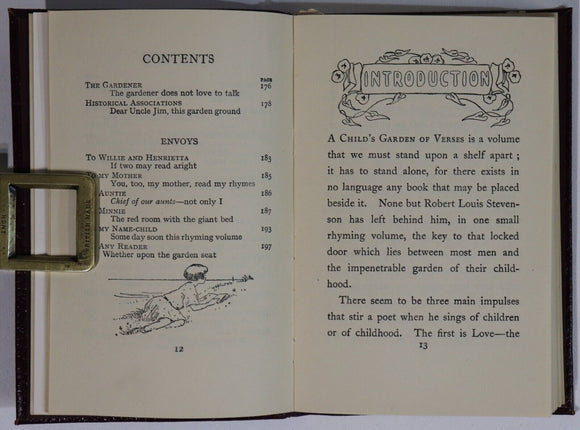 CONTENTS
PAGE
THE GARDENER 176
The gardener does not love to talk
HISTORICAL ASSOCIATIONS 178
Dear Uncle Jim, this garden ground
ENVOYS
TO WILLIE AND HENRIETTA 183
If two may read aright
TO MY MOTHER 185
You, too, my mother, read my rhymes
AUNTIE 186
Chief of our aunts—not only I
MINNIE 187
The red room with the giant bed
MY NAME-CHILD 193
Some day soon this rhyming volume
ANY READER 197
Whether upon the garden seat
12
INTRODUCTION
A CHILD'S GARDEN OF VERSES is a volume
that we must stand upon a shelf apart ;
it has to stand alone, for there exists in
no language any book that may be placed
beside it. None but Robert Louis Steven-
son has left behind him, in one small
rhyming volume, the key to that locked
door which lies between most men and
the impenetrable garden of their child-
hood.
There seem to be three main impulses
that stir a poet when he sings of children
or of childhood. The first is Love—the
13
INCH
BRITISH MADE